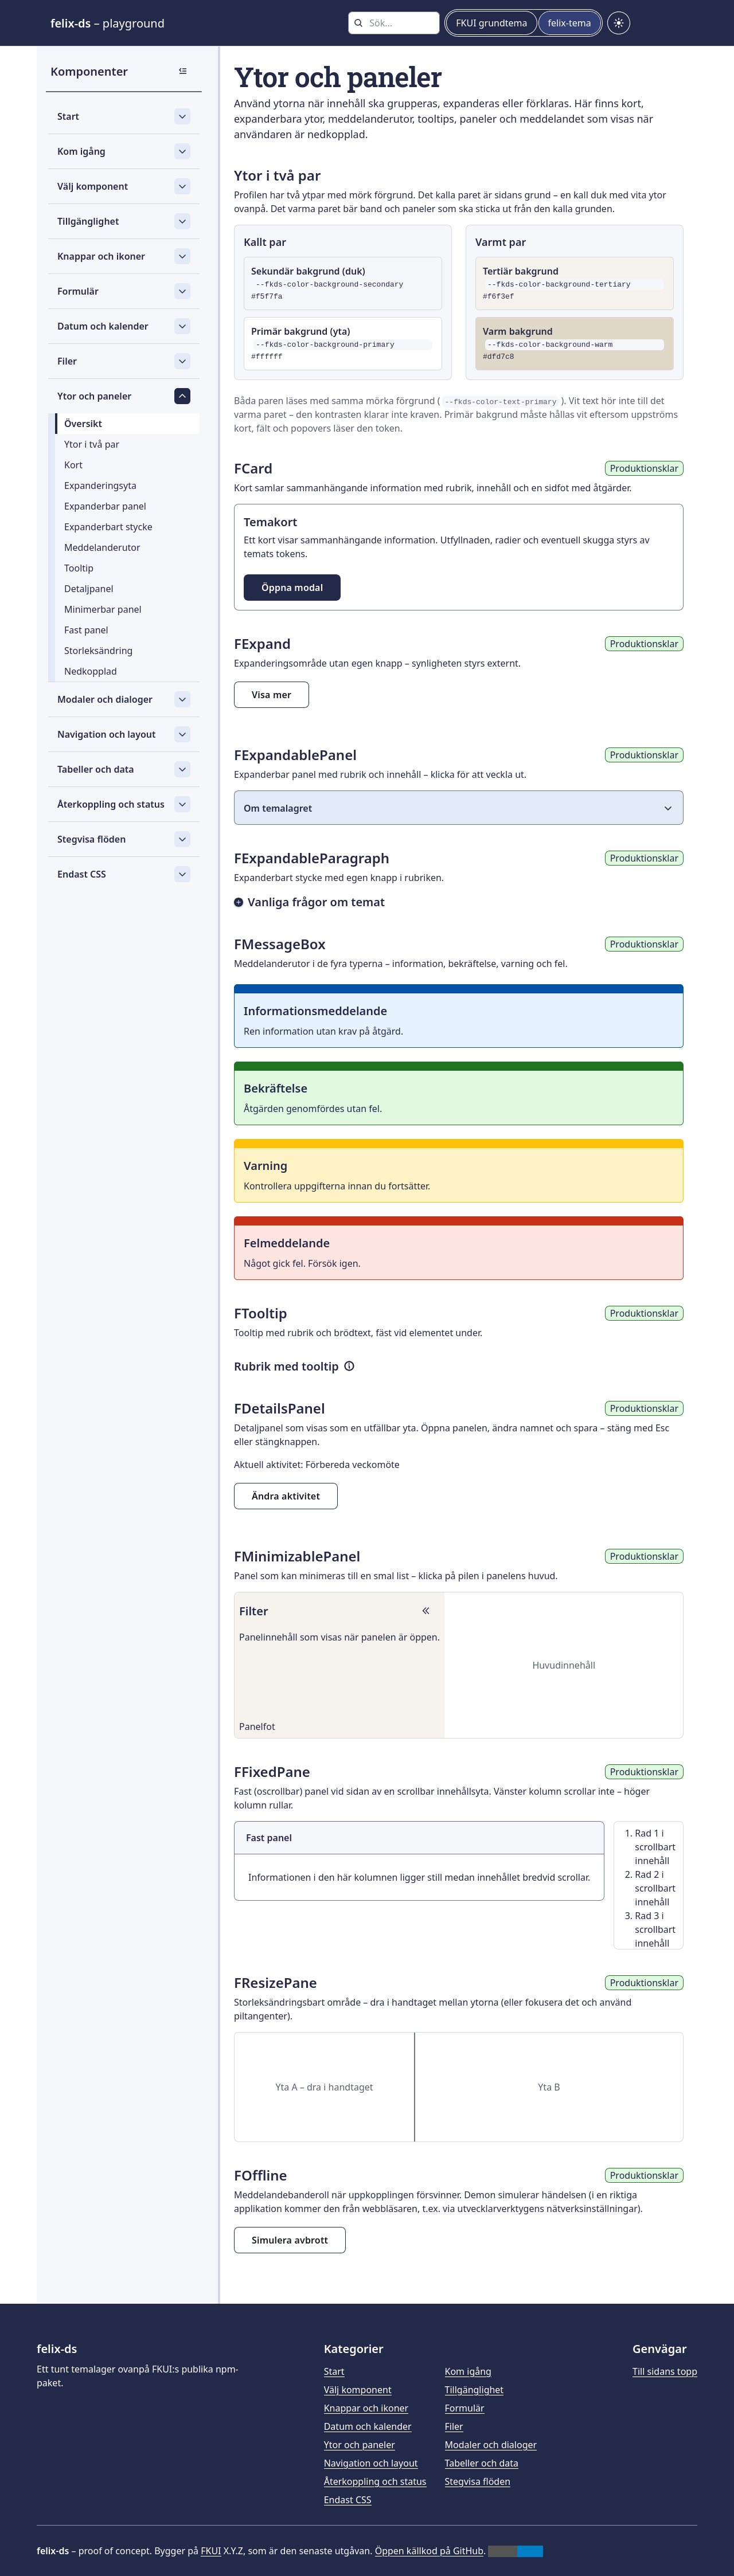 felix-ds – playground
Sök...
FKUI grundtema
felix-tema
Komponenter
Start
Kom igång
Välj komponent
Tillgänglighet
Knappar och ikoner
Formulär
Datum och kalender
Filer
Ytor och paneler
Översikt
Ytor i två par
Kort
Expanderingsyta
Expanderbar panel
Expanderbart stycke
Meddelanderutor
Tooltip
Detaljpanel
Minimerbar panel
Fast panel
Storleksändring
Nedkopplad
Modaler och dialoger
Navigation och layout
Tabeller och data
Återkoppling och status
Stegvisa flöden
Endast CSS
Ytor och paneler
Använd ytorna när innehåll ska grupperas, expanderas eller förklaras. Här finns kort,
expanderbara ytor, meddelanderutor, tooltips, paneler och meddelandet som visas när
användaren är nedkopplad.
Ytor i två par
Profilen har två ytpar med mörk förgrund. Det kalla paret är sidans grund – en kall duk med vita ytor
ovanpå. Det varma paret bär band och paneler som ska sticka ut från den kalla grunden.
Kallt par
Sekundär bakgrund (duk)
--fkds-color-background-secondary
#f5f7fa
Primär bakgrund (yta)
--fkds-color-background-primary
#ffffff
Varmt par
Tertiär bakgrund
--fkds-color-background-tertiary
#f6f3ef
Varm bakgrund
--fkds-color-background-warm
#dfd7c8
Båda paren läses med samma mörka förgrund ( --fkds-color-text-primary ). Vit text hör inte till det
varma paret – den kontrasten klarar inte kraven. Primär bakgrund måste hållas vit eftersom uppströms
kort, fält och popovers läser den token.
FCard
Produktionsklar
Kort samlar sammanhängande information med rubrik, innehåll och en sidfot med åtgärder.
Temakort
Ett kort visar sammanhängande information. Utfyllnaden, radier och eventuell skugga styrs av
temats tokens.
Öppna modal
FExpand
Produktionsklar
Expanderingsområde utan egen knapp – synligheten styrs externt.
Visa mer
FExpandablePanel
Produktionsklar
Expanderbar panel med rubrik och innehåll – klicka för att veckla ut.
Om temalagret
FExpandableParagraph
Produktionsklar
Expanderbart stycke med egen knapp i rubriken.
Vanliga frågor om temat
FMessageBox
Produktionsklar
Meddelanderutor i de fyra typerna – information, bekräftelse, varning och fel.
Informationsmeddelande
Ren information utan krav på åtgärd.
Bekräftelse
Åtgärden genomfördes utan fel.
Varning
Kontrollera uppgifterna innan du fortsätter.
Felmeddelande
Något gick fel. Försök igen.
FTooltip
Produktionsklar
Tooltip med rubrik och brödtext, fäst vid elementet under.
Rubrik med tooltip
FDetailsPanel
Produktionsklar
Detaljpanel som visas som en utfällbar yta. Öppna panelen, ändra namnet och spara – stäng med Esc
eller stängknappen.
Aktuell aktivitet: Förbereda veckomöte
Ändra aktivitet
FMinimizablePanel
Produktionsklar
Panel som kan minimeras till en smal list – klicka på pilen i panelens huvud.
Filter
Panelinnehåll som visas när panelen är öppen.
Panelfot
Huvudinnehåll
FFixedPane
Produktionsklar
Fast (oscrollbar) panel vid sidan av en scrollbar innehållsyta. Vänster kolumn scrollar inte – höger
kolumn rullar.
Fast panel
Informationen i den här kolumnen ligger still medan innehållet bredvid scrollar.
1. Rad 1 i
scrollbart
innehåll
2. Rad 2 i
scrollbart
innehåll
3. Rad 3 i
scrollbart
innehåll
FResizePane
Produktionsklar
Storleksändringsbart område – dra i handtaget mellan ytorna (eller fokusera det och använd
piltangenter).
Yta A – dra i handtaget
Yta B
FOffline
Produktionsklar
Meddelandebanderoll när uppkopplingen försvinner. Demon simulerar händelsen (i en riktiga
applikation kommer den från webbläsaren, t.ex. via utvecklarverktygens nätverksinställningar).
Simulera avbrott
felix-ds
Ett tunt temalager ovanpå FKUI:s publika npm-
paket.
Kategorier
Start
Kom igång
Välj komponent
Tillgänglighet
Knappar och ikoner
Formulär
Datum och kalender
Filer
Ytor och paneler
Modaler och dialoger
Navigation och layout
Tabeller och data
Återkoppling och status
Stegvisa flöden
Endast CSS
Genvägar
Till sidans topp
felix-ds – proof of concept. Bygger på FKUI X.Y.Z, som är den senaste utgåvan. Öppen källkod på GitHub.